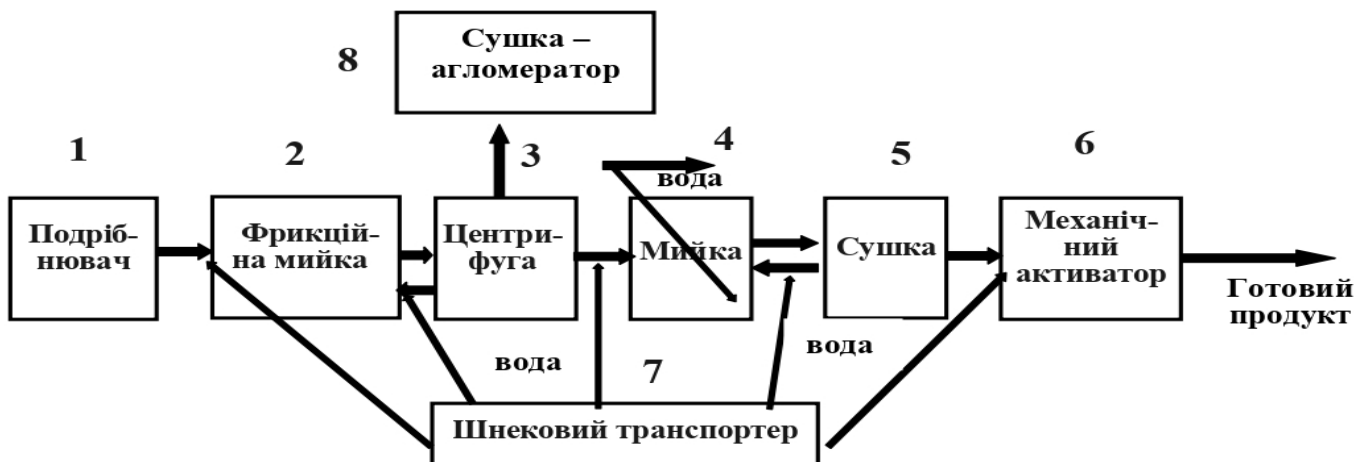 8
Сушка –
агломератор
1
2
3
4
5
6
вода
Подріб-
нювач
Фрикцій-
на мийка
Центри-
фуга
Мийка
Сушка
Механіч-
ний
активатор
Готовий
продукт
вода
7
вода
Шнековий транспортер